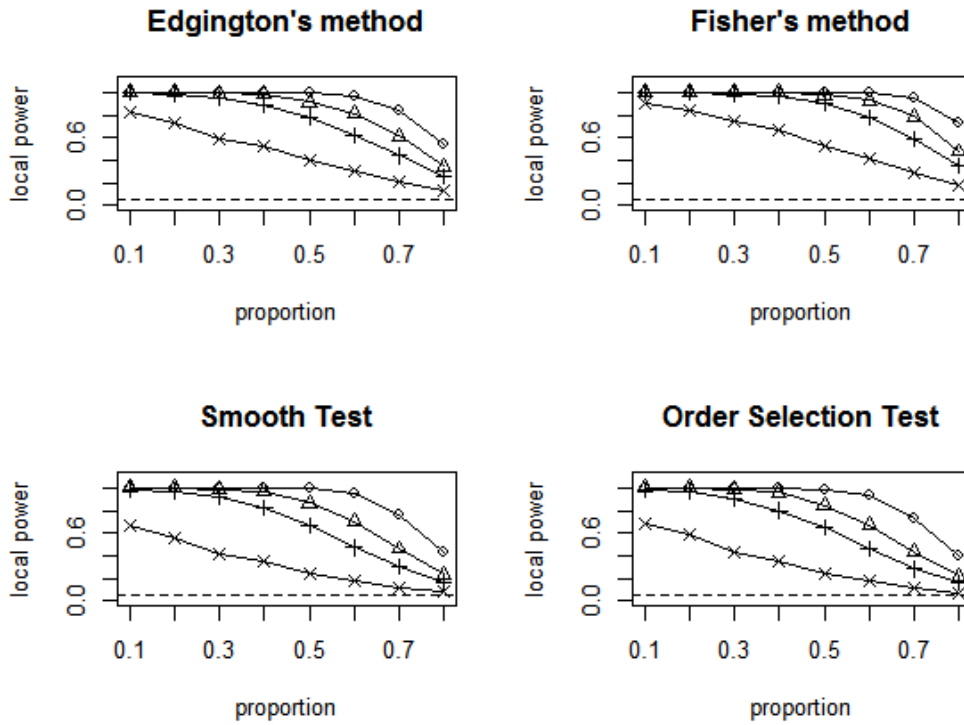 Edgington's method
local power
0.0 0.6
0.1 0.3 0.5 0.7
proportion
Fisher's method
local power
0.0 0.6
0.1 0.3 0.5 0.7
proportion
Smooth Test
local power
0.0 0.6
0.1 0.3 0.5 0.7
proportion
Order Selection Test
local power
0.0 0.6
0.1 0.3 0.5 0.7
proportion